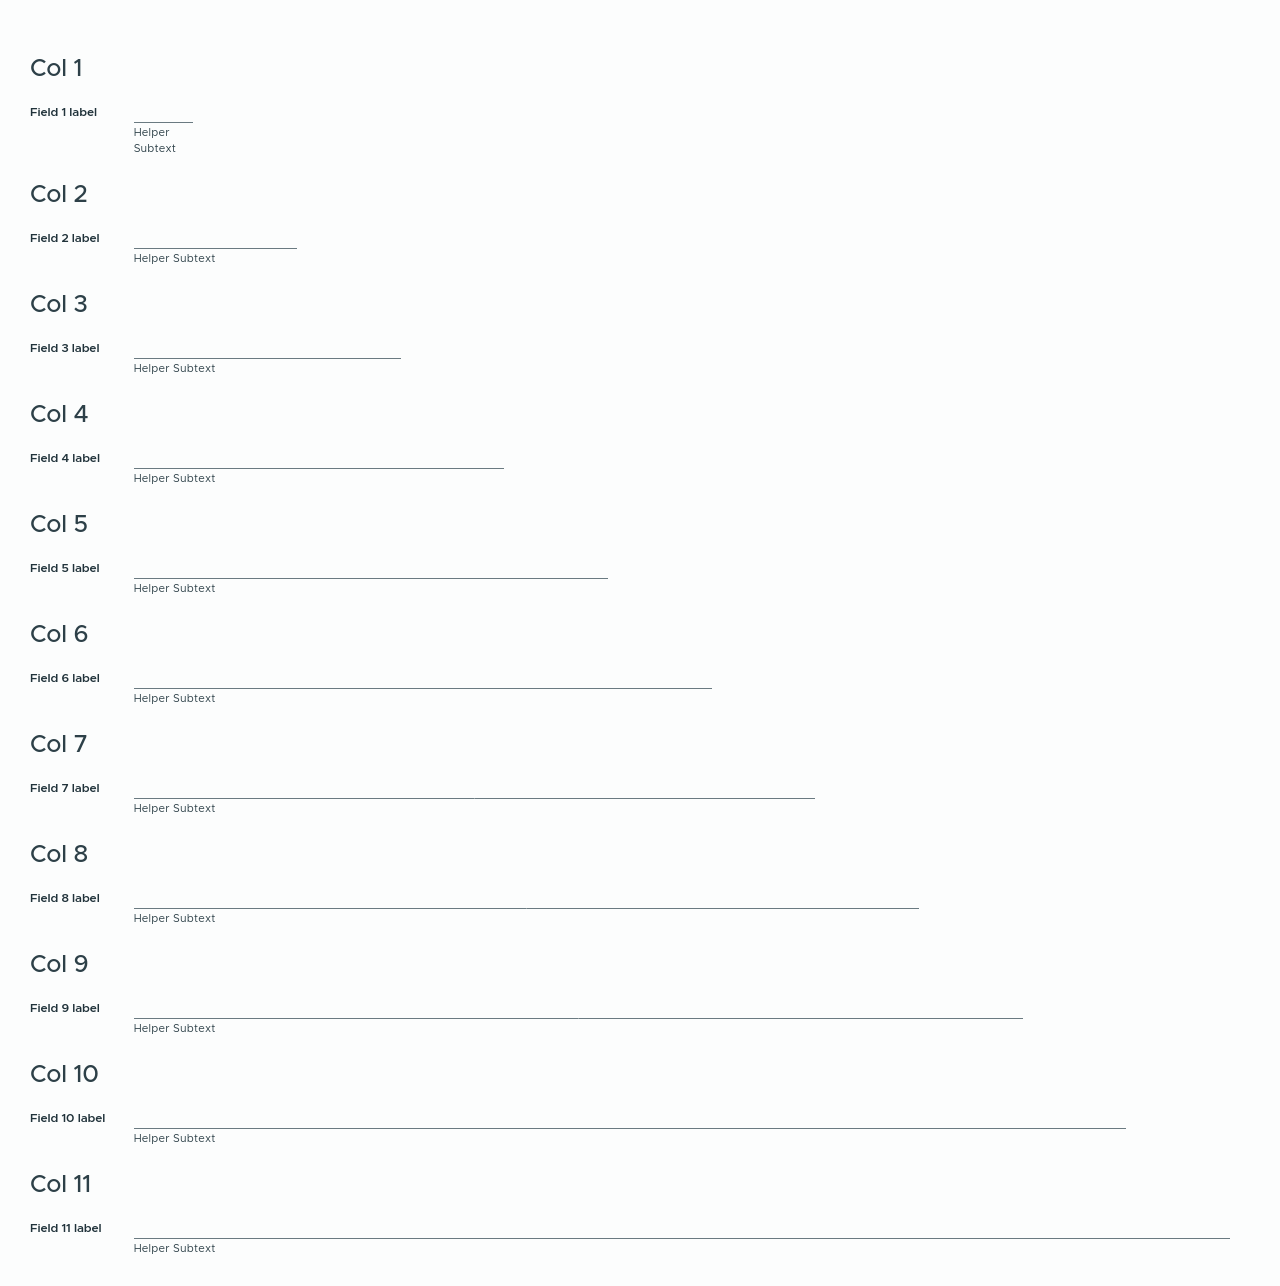 Col 1
Field 1 label
Helper
Subtext
Col 2
Field 2 label
Helper Subtext
Col 3
Field 3 label
Helper Subtext
Col 4
Field 4 label
Helper Subtext
Col 5
Field 5 label
Helper Subtext
Col 6
Field 6 label
Helper Subtext
Col 7
Field 7 label
Helper Subtext
Col 8
Field 8 label
Helper Subtext
Col 9
Field 9 label
Helper Subtext
Col 10
Field 10 label
Helper Subtext
Col 11
Field 11 label
Helper Subtext